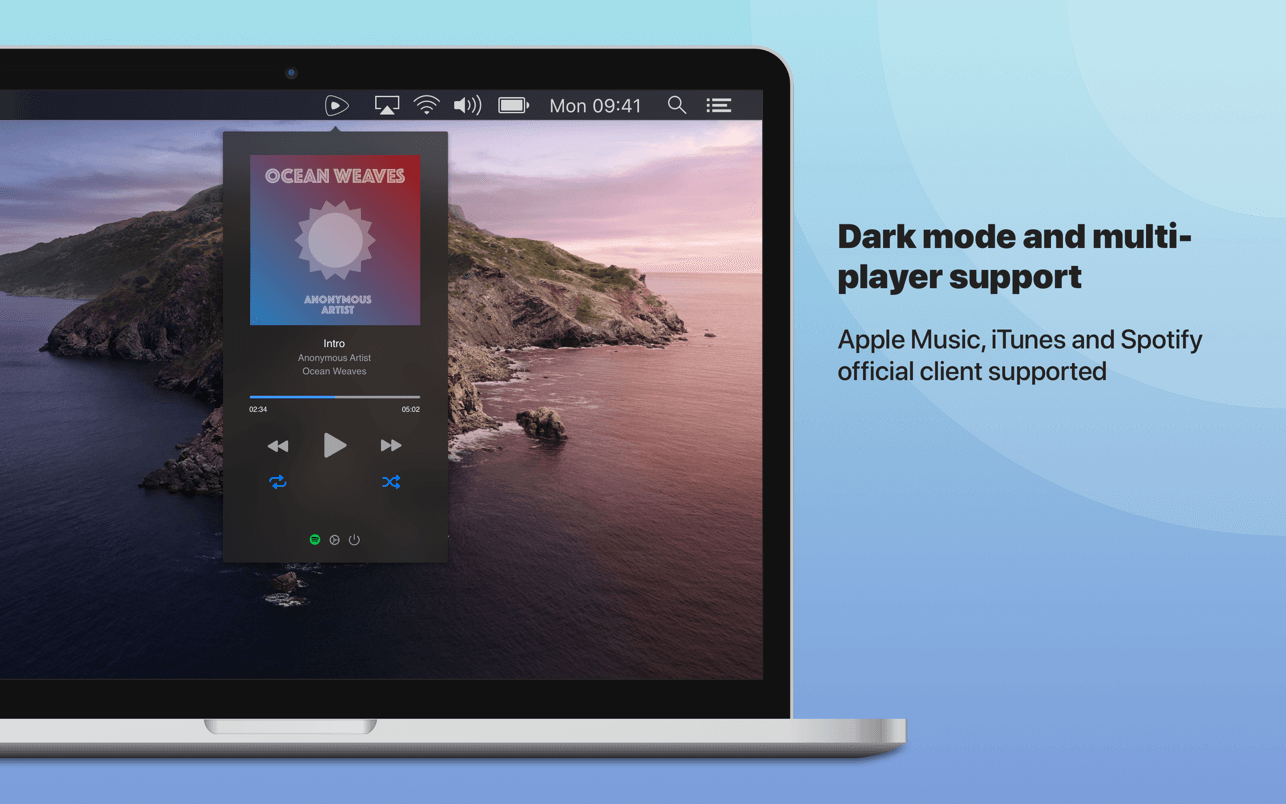 Mon 09:41
OCEAN WEAVES
ANONYMOUS
ARTIST
Intro
Anonymous Artist
Ocean Weaves
02:34 05:02
Dark mode and multi-
player support
Apple Music, iTunes and Spotify
official client supported